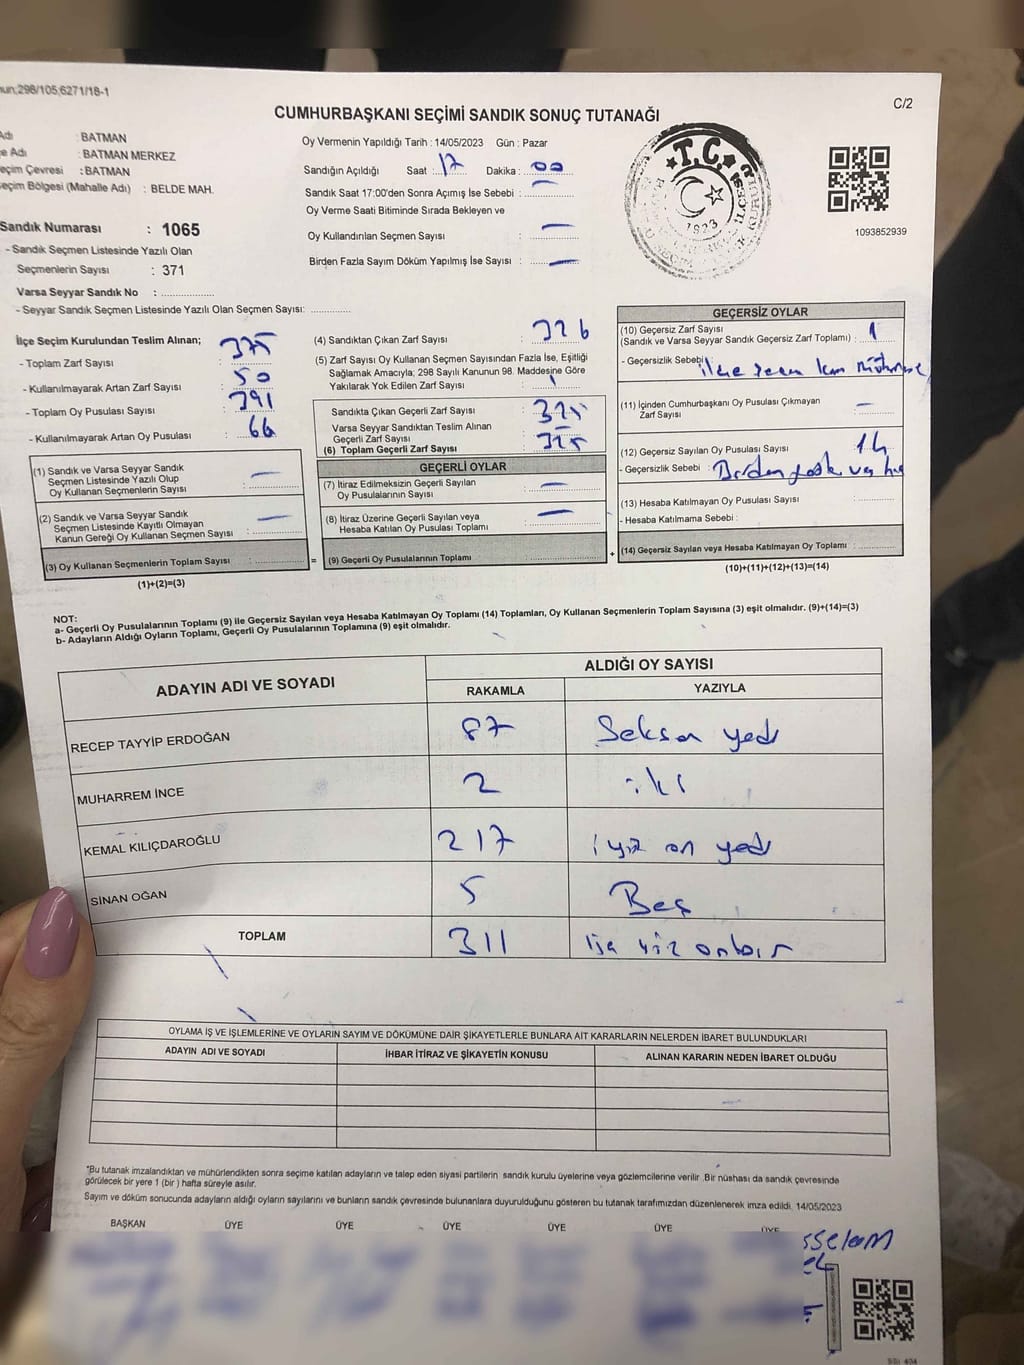 298/105;6271/18-1
C/2
CUMHURBAŞKANI SEÇİMİ SANDIK SONUÇ TUTANAĞI
Adı : BATMAN
Adı : BATMAN MERKEZ
Seçim Çevresi : BATMAN
Seçim Bölgesi (Mahalle Adı) : BELDE MAH.
Sandık Numarası : 1065
- Sandık Seçmen Listesinde Yazılı Olan
Seçmenlerin Sayısı : 371
Varsa Seyyar Sandık No : ..............
- Seyyar Sandık Seçmen Listesinde Yazılı Olan Seçmen Sayısı: ............
Oy Vermenin Yapıldığı Tarih : 14/05/2023 Gün : Pazar
Sandığın Açıldığı Saat : 17 Dakika : 00
Sandık Saat 17:00'den Sonra Açımış İse Sebebi : —
Oy Verme Saati Bitiminde Sırada Bekleyen ve
Oy Kullandırılan Seçmen Sayısı : —
Birden Fazla Sayım Döküm Yapılmış İse Sayısı : —
T.C.
1923
1093852939
İlçe Seçim Kurulundan Teslim Alınan;
- Toplam Zarf Sayısı : 375
- Kullanılmayarak Artan Zarf Sayısı : 50
- Toplam Oy Pusulası Sayısı : 391
- Kullanılmayarak Artan Oy Pusulası : 66
(1) Sandık ve Varsa Seyyar Sandık
Seçmen Listesinde Yazılı Olup
Oy Kullanan Seçmenlerin Sayısı : —
(2) Sandık ve Varsa Seyyar Sandık
Seçmen Listesinde Kayıtlı Olmayan
Kanun Gereği Oy Kullanan Seçmen Sayısı : —
(3) Oy Kullanan Seçmenlerin Toplam Sayısı : ............ =
(1)+(2)=(3)
(4) Sandıktan Çıkan Zarf Sayısı : 326
(5) Zarf Sayısı Oy Kullanan Seçmen Sayısından Fazla İse, Eşitliği
Sağlamak Amacıyla; 298 Sayılı Kanunun 98. Maddesine Göre
Yakılarak Yok Edilen Zarf Sayısı : 1
Sandıkta Çıkan Geçerli Zarf Sayısı : 325
Varsa Seyyar Sandıktan Teslim Alınan
Geçerli Zarf Sayısı :
(6) Toplam Geçerli Zarf Sayısı : 325
GEÇERLİ OYLAR
(7) İtiraz Edilmeksizin Geçerli Sayılan
Oy Pusulalarının Sayısı : —
(8) İtiraz Üzerine Geçerli Sayılan veya
Hesaba Katılan Oy Pusulası Toplamı : —
(9) Geçerli Oy Pusulalarının Toplamı : ............ +
GEÇERSİZ OYLAR
(10) Geçersiz Zarf Sayısı
(Sandık ve Varsa Seyyar Sandık Geçersiz Zarf Toplamı) : 1
- Geçersizlik Sebebi :
(11) İçinden Cumhurbaşkanı Oy Pusulası Çıkmayan
Zarf Sayısı : —
(12) Geçersiz Sayılan Oy Pusulası Sayısı : 14
- Geçersizlik Sebebi : Birden
(13) Hesaba Katılmayan Oy Pusulası Sayısı : ............
- Hesaba Katılmama Sebebi :
(14) Geçersiz Sayılan veya Hesaba Katılmayan Oy Toplamı : ............
(10)+(11)+(12)+(13)=(14)
NOT:
a- Geçerli Oy Pusulalarının Toplamı (9) ile Geçersiz Sayılan veya Hesaba Katılmayan Oy Toplamı (14) Toplamları, Oy Kullanan Seçmenlerin Toplam Sayısına (3) eşit olmalıdır. (9)+(14)=(3)
b- Adayların Aldığı Oyların Toplamı, Geçerli Oy Pusulalarının Toplamına (9) eşit olmalıdır.
ADAYIN ADI VE SOYADI
ALDIĞI OY SAYISI
RAKAMLA YAZIYLA
RECEP TAYYİP ERDOĞAN 87 Seksen yedi
MUHARREM İNCE 2 iki
KEMAL KILIÇDAROĞLU 217 iyiz on yedi
SİNAN OĞAN 5 Beş
TOPLAM 311 onbir
OYLAMA İŞ VE İŞLEMLERİNE VE OYLARIN SAYIM VE DÖKÜMÜNE DAİR ŞİKAYETLERLE BUNLARA AİT KARARLARIN NELERDEN İBARET BULUNDUKLARI
ADAYIN ADI VE SOYADI İHBAR İTİRAZ VE ŞİKAYETİN KONUSU ALINAN KARARIN NEDEN İBARET OLDUĞU
*Bu tutanak imzalandıktan ve mühürlendikten sonra seçime katılan adayların ve talep eden siyasi partilerin sandık kurulu üyelerine veya gözlemcilerine verilir .Bir nüshası da sandık çevresinde
görülecek bir yere 1 (bir ) hafta süreyle asılır.
Sayım ve döküm sonucunda adayların aldığı oyların sayılarını ve bunların sandık çevresinde bulunanlara duyurulduğunu gösteren bu tutanak tarafımızdan düzenlenerek imza edildi. 14/05/2023
BAŞKAN ÜYE ÜYE ÜYE ÜYE ÜYE ÜYE